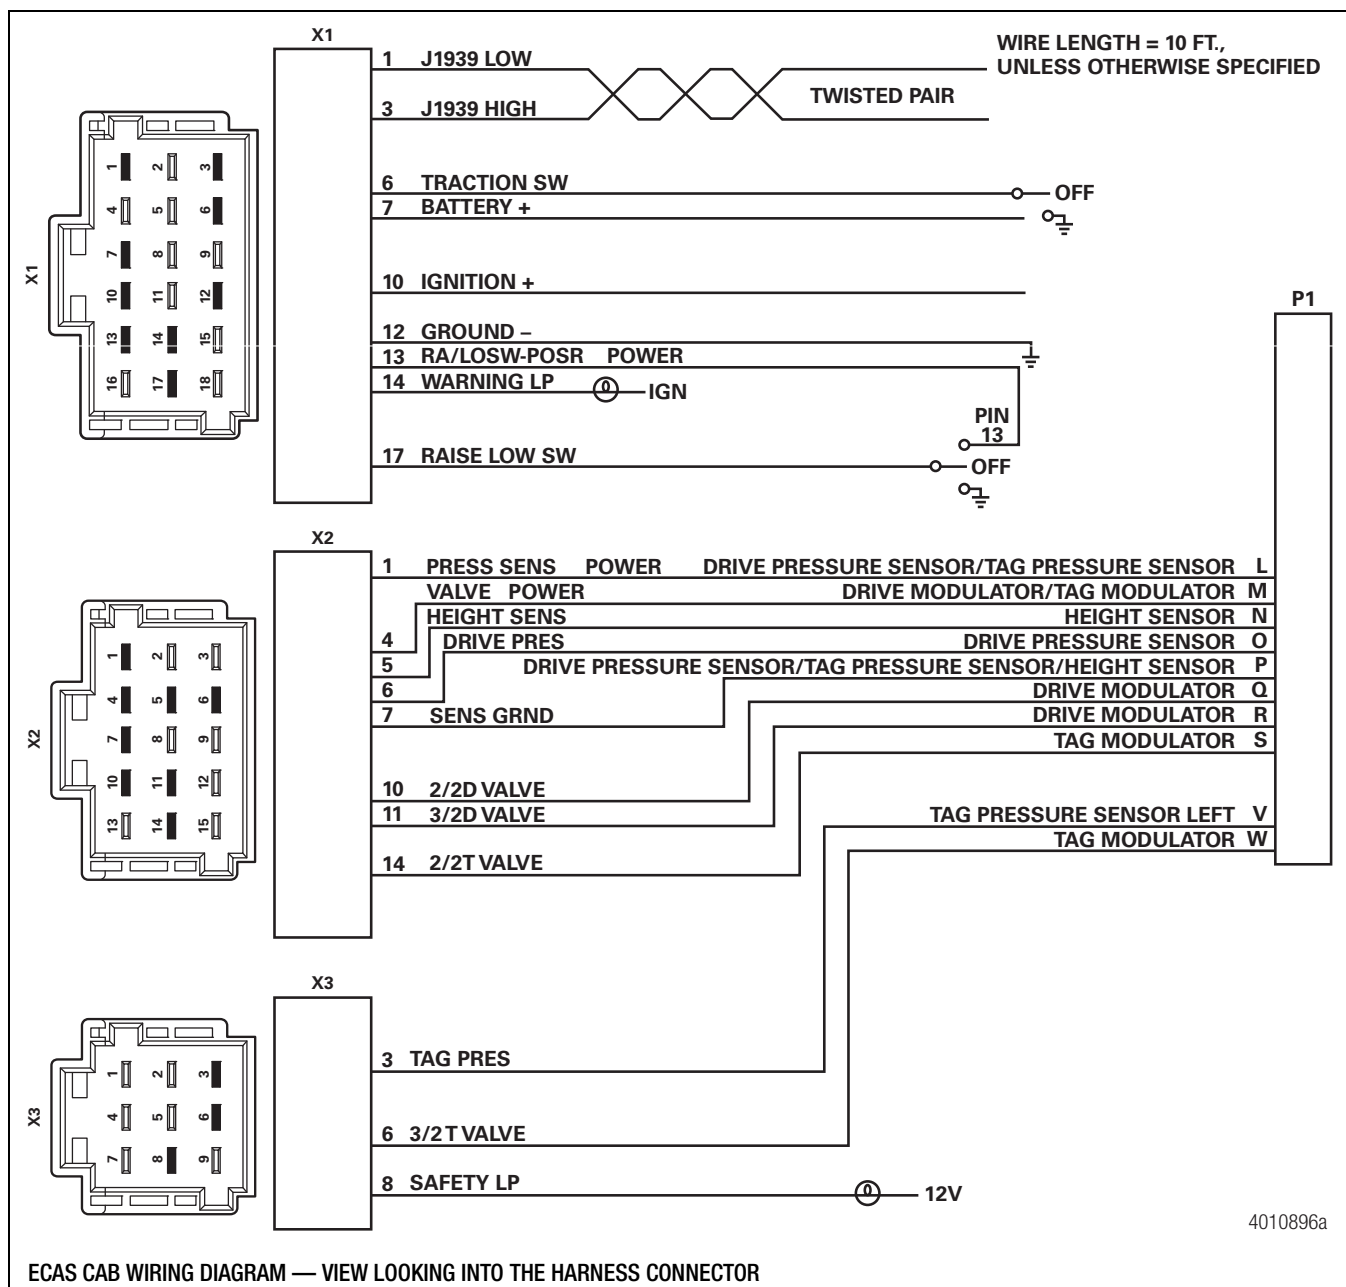 X1
1 J1939 LOW
WIRE LENGTH = 10 FT.,
UNLESS OTHERWISE SPECIFIED
TWISTED PAIR
3 J1939 HIGH
6 TRACTION SW
OFF
7 BATTERY +
10 IGNITION +
12 GROUND –
13 RA/LOSW-POSR POWER
14 WARNING LP
IGN
PIN
13
17 RAISE LOW SW
OFF
X1
1 2 3
4 5 6
7 8 9
10 11 12
13 14 15
16 17 18
P1
X2
1 PRESS SENS POWER DRIVE PRESSURE SENSOR/TAG PRESSURE SENSOR L
VALVE POWER DRIVE MODULATOR/TAG MODULATOR M
HEIGHT SENS HEIGHT SENSOR N
4 DRIVE PRES DRIVE PRESSURE SENSOR O
5 DRIVE PRESSURE SENSOR/TAG PRESSURE SENSOR/HEIGHT SENSOR P
6 DRIVE MODULATOR Q
7 SENS GRND DRIVE MODULATOR R
TAG MODULATOR S
10 2/2D VALVE
11 3/2D VALVE TAG PRESSURE SENSOR LEFT V
TAG MODULATOR W
14 2/2T VALVE
X2
1 2 3
4 5 6
7 8 9
10 11 12
13 14 15
X3
3 TAG PRES
6 3/2 T VALVE
8 SAFETY LP
12V
X3
1 2 3
4 5 6
7 8 9
4010896a
ECAS CAB WIRING DIAGRAM — VIEW LOOKING INTO THE HARNESS CONNECTOR